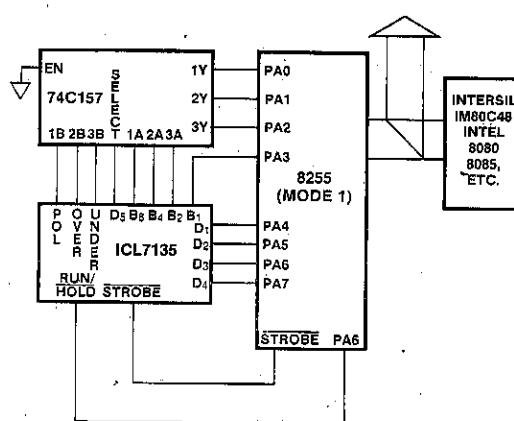 EN
74C157
SELECT
1Y
2Y
3Y
1B 2B 3B
1A 2A 3A
PA0
PA1
PA2
PA3
8255
(MODE 1)
PA4
PA5
PA6
PA7
STROBE PA6
INTERSIL
IM80C48
INTEL
8080
8085,
ETC.
POL
OVER
UNDER
D5 B8 B4 B2 B1
D1
D2
D3
D4
ICL7135
RUN/
HOLD STROBE